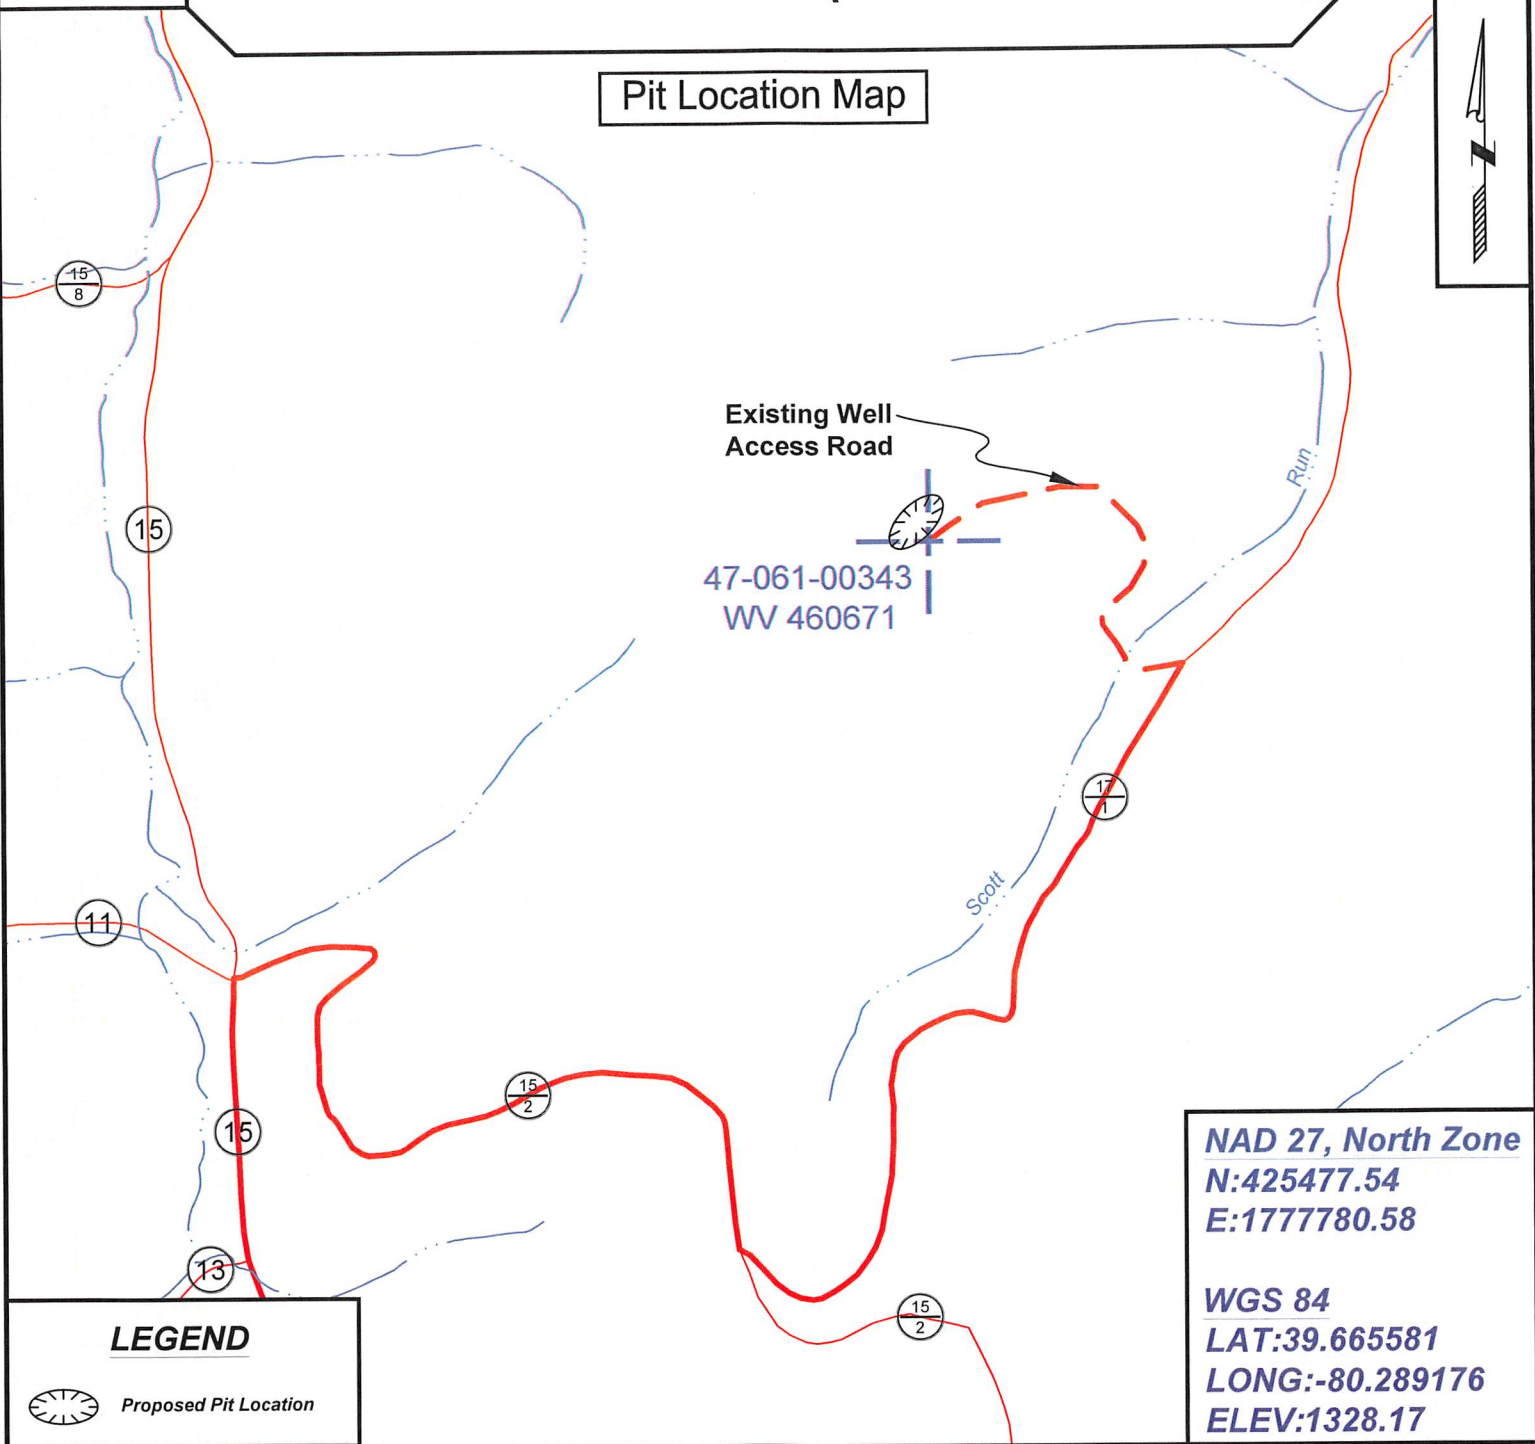 Pit Location Map
N
15
8
Existing Well
Access Road
Run
15
47-061-00343
WV 460671
17
1
Scott
11
15
2
15
NAD 27, North Zone
N:425477.54
E:1777780.58
13
WGS 84
LAT:39.665581
LONG:-80.289176
ELEV:1328.17
15
2
LEGEND
Proposed Pit Location